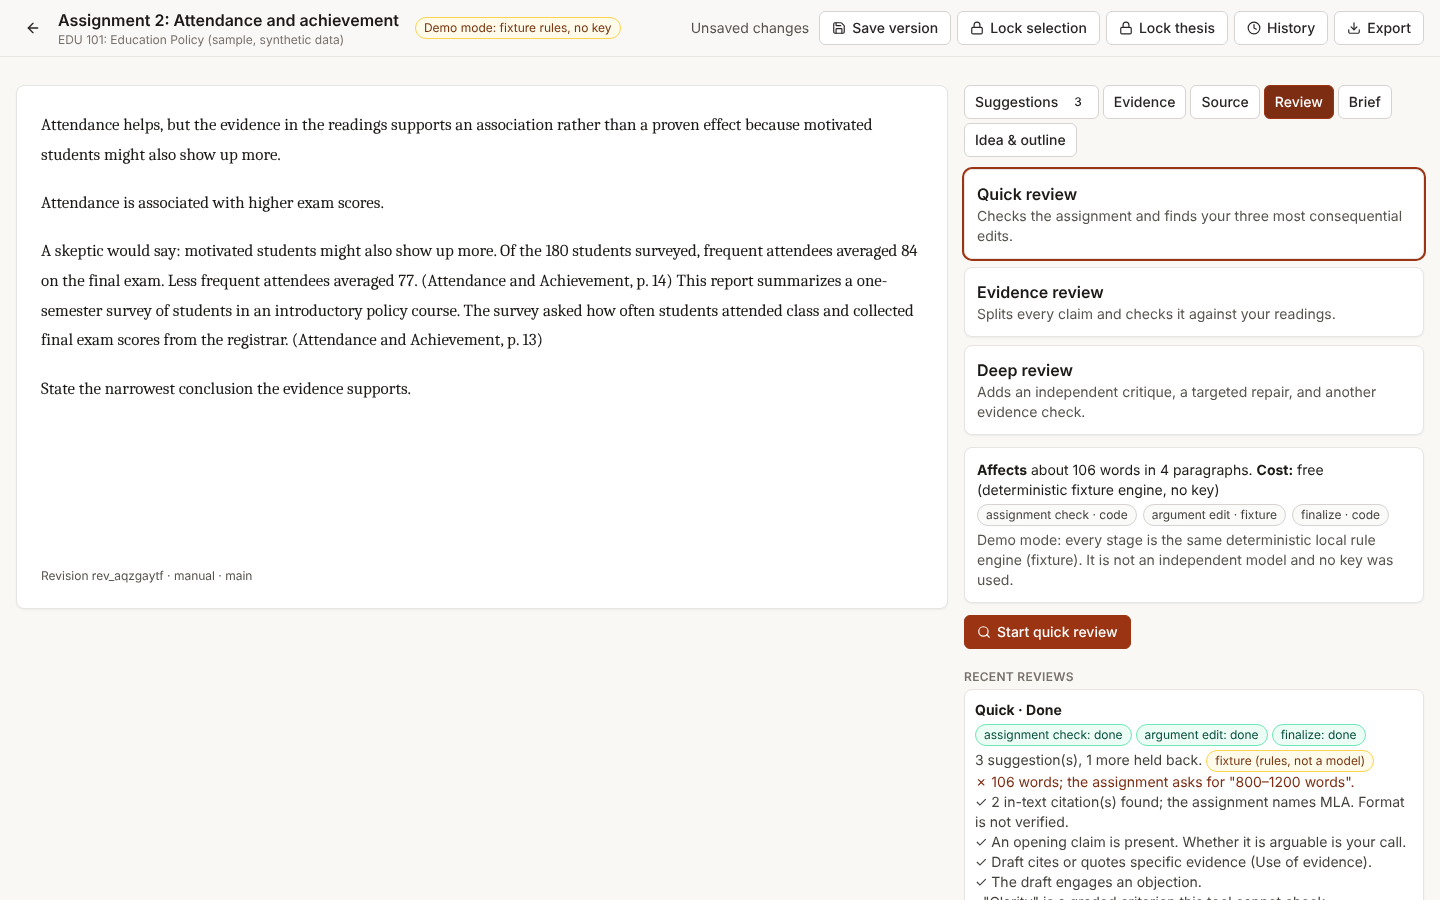 Assignment 2: Attendance and achievement
EDU 101: Education Policy (sample, synthetic data)
Demo mode: fixture rules, no key
Unsaved changes
Save version
Lock selection
Lock thesis
History
Export
Attendance helps, but the evidence in the readings supports an association rather than a proven effect because motivated
students might also show up more.
Attendance is associated with higher exam scores.
A skeptic would say: motivated students might also show up more. Of the 180 students surveyed, frequent attendees averaged 84
on the final exam. Less frequent attendees averaged 77. (Attendance and Achievement, p. 14) This report summarizes a one-
semester survey of students in an introductory policy course. The survey asked how often students attended class and collected
final exam scores from the registrar. (Attendance and Achievement, p. 13)
State the narrowest conclusion the evidence supports.
Revision rev_aqzgaytf · manual · main
Suggestions 3
Evidence
Source
Review
Brief
Idea & outline
Quick review
Checks the assignment and finds your three most consequential
edits.
Evidence review
Splits every claim and checks it against your readings.
Deep review
Adds an independent critique, a targeted repair, and another
evidence check.
Affects about 106 words in 4 paragraphs. Cost: free
(deterministic fixture engine, no key)
assignment check · code
argument edit · fixture
finalize · code
Demo mode: every stage is the same deterministic local rule
engine (fixture). It is not an independent model and no key was
used.
Start quick review
RECENT REVIEWS
Quick · Done
assignment check: done
argument edit: done
finalize: done
3 suggestion(s), 1 more held back. fixture (rules, not a model)
× 106 words; the assignment asks for "800–1200 words".
✓ 2 in-text citation(s) found; the assignment names MLA. Format
is not verified.
✓ An opening claim is present. Whether it is arguable is your call.
✓ Draft cites or quotes specific evidence (Use of evidence).
✓ The draft engages an objection.
"Clarity" is a graded criterion this tool cannot check